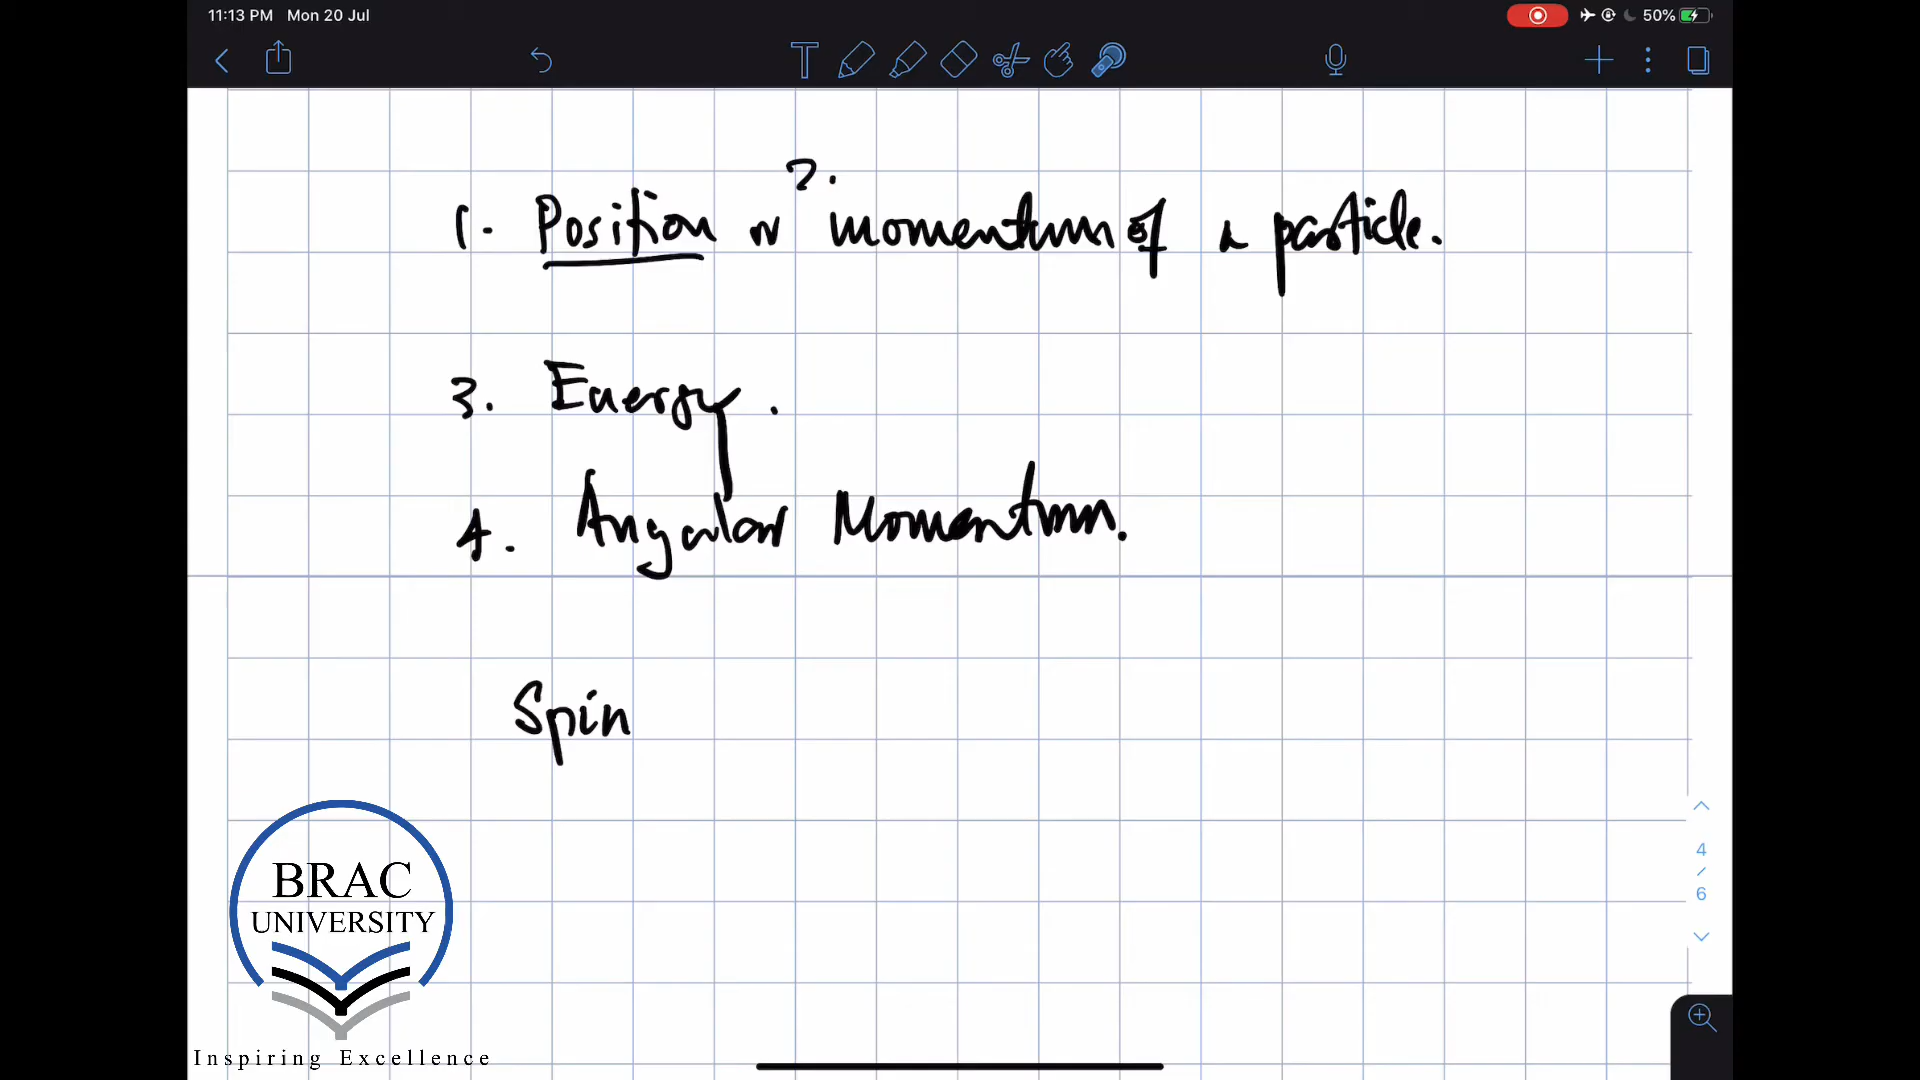 11:13 PM Mon 20 Jul
50%
2.
1. Position or momentum of a particle.
3. Energy.
4. Angular Momentum.
Spin
4
/
6
BRAC
UNIVERSITY
Inspiring Excellence